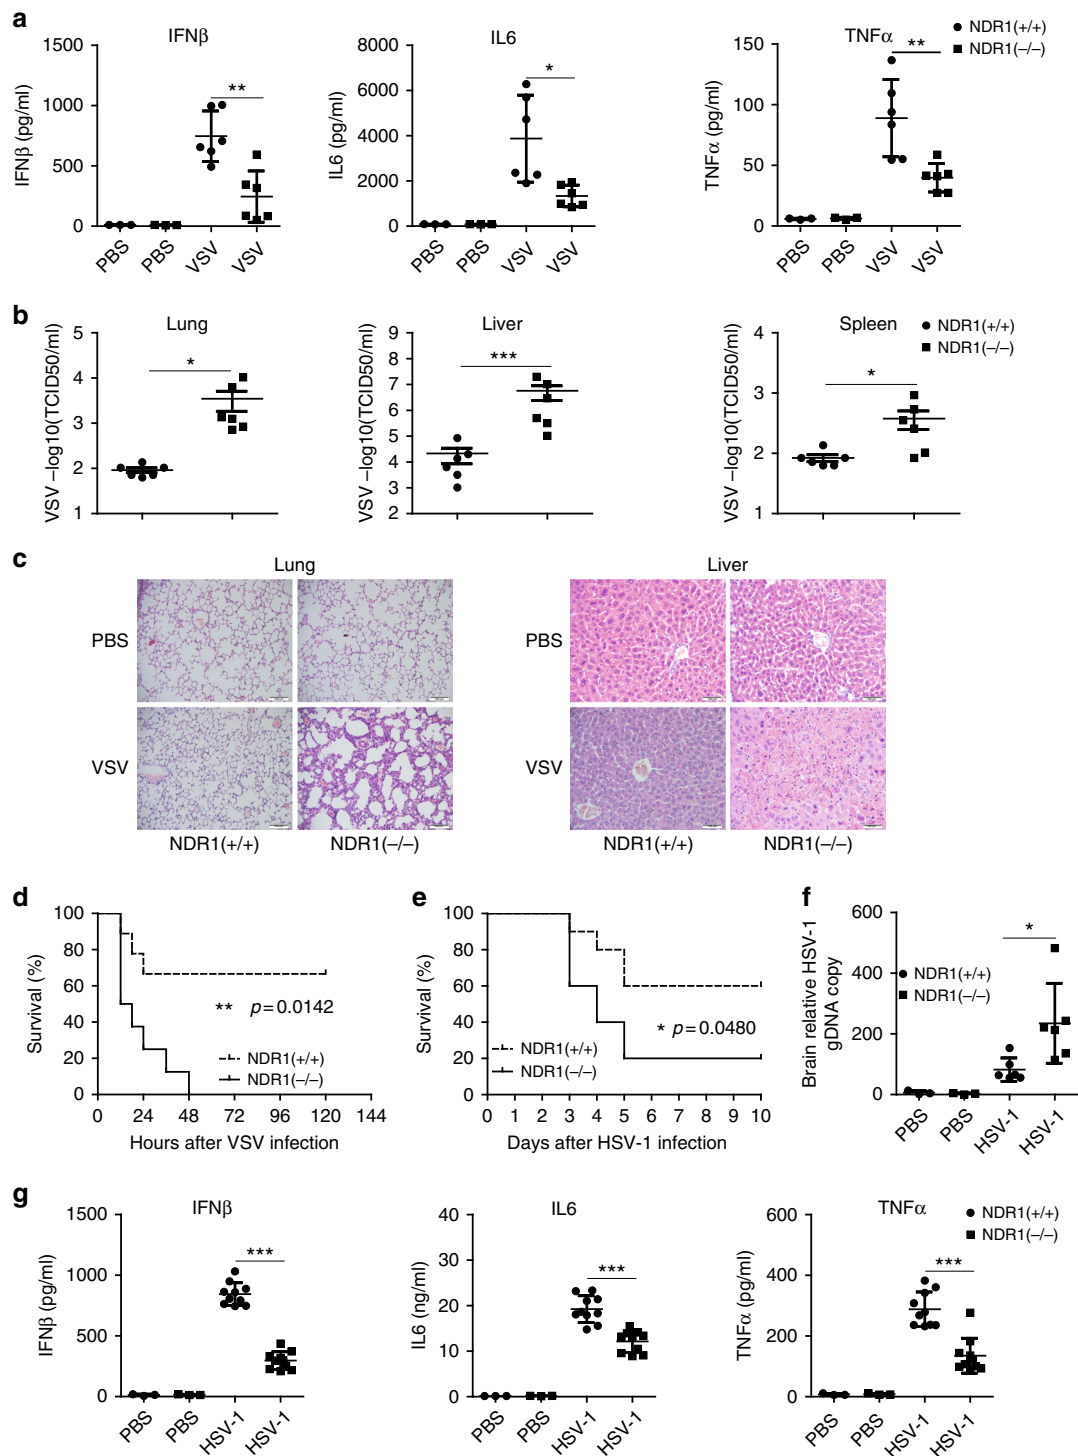 a
IFNβ
IL6
TNFα
NDR1(+/+)
NDR1(−/−)
IFNβ (pg/ml)
1500
1000
500
0
**
PBS
PBS
VSV
VSV
IL6 (pg/ml)
8000
6000
4000
2000
0
*
PBS
PBS
VSV
VSV
TNFα (pg/ml)
150
100
50
0
**
PBS
PBS
VSV
VSV
b
Lung
Liver
Spleen
NDR1(+/+)
NDR1(−/−)
VSV −log10(TCID50/ml)
5
4
3
2
1
*
VSV −log10(TCID50/ml)
9
8
7
6
5
4
3
2
***
VSV −log10(TCID50/ml)
4
3
2
1
*
c
Lung
Liver
PBS
VSV
NDR1(+/+)
NDR1(−/−)
PBS
VSV
NDR1(+/+)
NDR1(−/−)
d
Survival (%)
100
80
60
40
20
0
** p=0.0142
NDR1(+/+)
NDR1(−/−)
0 24 48 72 96 120 144
Hours after VSV infection
e
Survival (%)
100
80
60
40
20
0
* p=0.0480
NDR1(+/+)
NDR1(−/−)
0 1 2 3 4 5 6 7 8 9 10
Days after HSV-1 infection
f
Brain relative HSV-1
gDNA copy
600
400
200
0
*
NDR1(+/+)
NDR1(−/−)
PBS
PBS
HSV-1
HSV-1
g
IFNβ
IL6
TNFα
NDR1(+/+)
NDR1(−/−)
IFNβ (pg/ml)
1500
1000
500
0
***
PBS
PBS
HSV-1
HSV-1
IL6 (ng/ml)
40
30
20
10
0
***
PBS
PBS
HSV-1
HSV-1
TNFα (pg/ml)
600
400
200
0
***
PBS
PBS
HSV-1
HSV-1